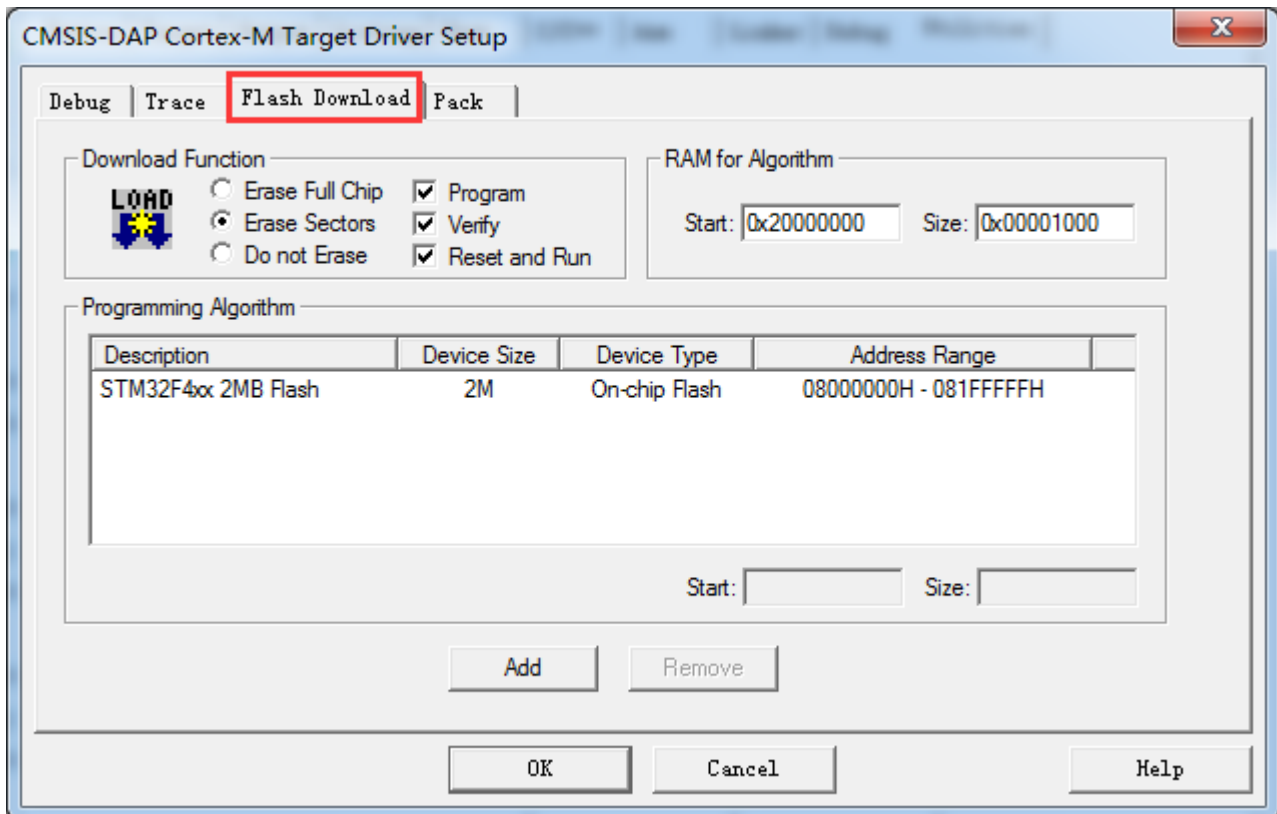 CMSIS-DAP Cortex-M Target Driver Setup
Debug Trace Flash Download Pack
Download Function
LOAD
Erase Full Chip
Erase Sectors
Do not Erase
Program
Verify
Reset and Run
RAM for Algorithm
Start: 0x20000000 Size: 0x00001000
Programming Algorithm
Description Device Size Device Type Address Range
STM32F4xx 2MB Flash 2M On-chip Flash 08000000H - 081FFFFFH
Start: Size:
Add Remove
OK Cancel Help